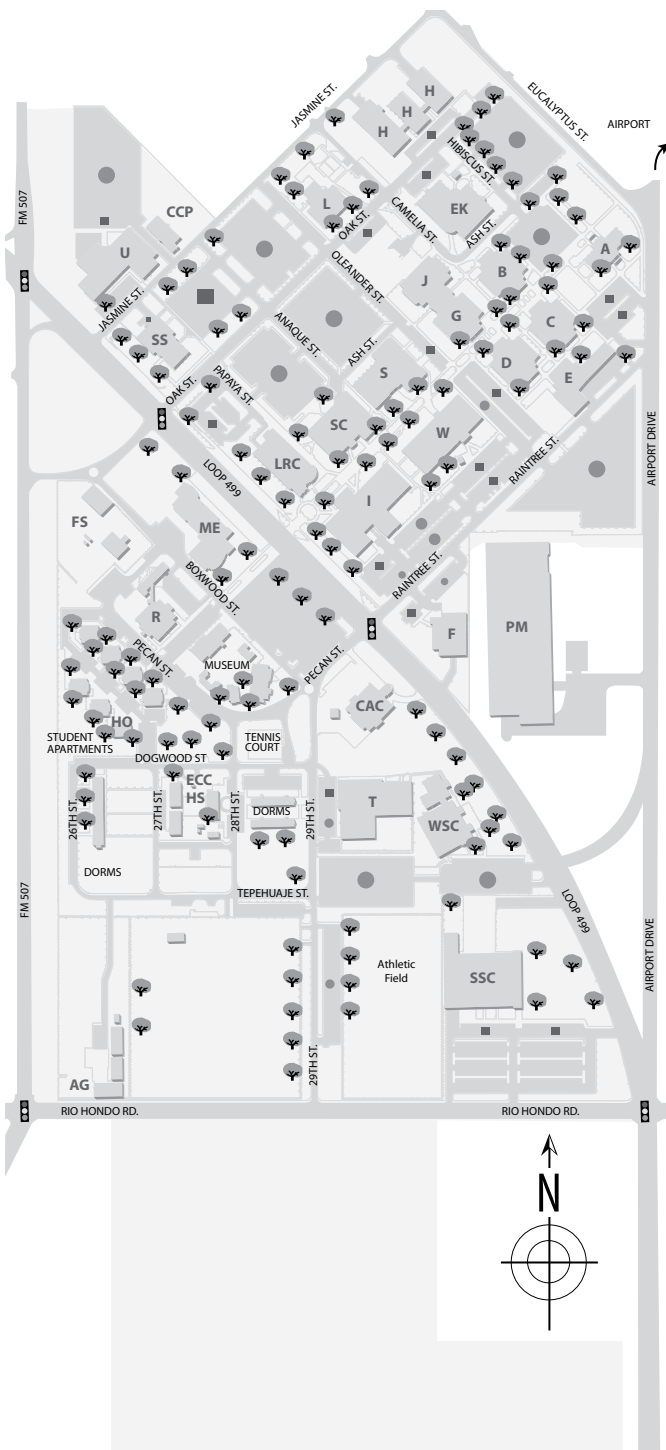 JASMINE ST.
H
H
H
EUCALYPTUS ST.
AIRPORT
HIBISCUS ST.
FM 507
CCP
L
OAK ST.
CAMELIA ST.
EK
ASH ST.
A
U
OLEANDER ST.
J
B
JASMINE ST.
SS
ANAQUE ST.
ASH ST.
G
C
OAK ST.
PAPAYA ST.
S
D
E
SC
W
LRC
LOOP 499
I
RAINTREE ST.
AIRPORT DRIVE
FS
ME
BOXWOOD ST.
RAINTREE ST.
R
F
PM
PECAN ST.
MUSEUM
PECAN ST.
CAC
HO
STUDENT
APARTMENTS
DOGWOOD ST
TENNIS
COURT
ECC
HS
26TH ST.
27TH ST.
28TH ST.
DORMS
29TH ST.
T
WSC
DORMS
TEPEHUAJE ST.
FM 507
LOOP 499
AIRPORT DRIVE
Athletic
Field
SSC
29TH ST.
AG
RIO HONDO RD.
RIO HONDO RD.
N